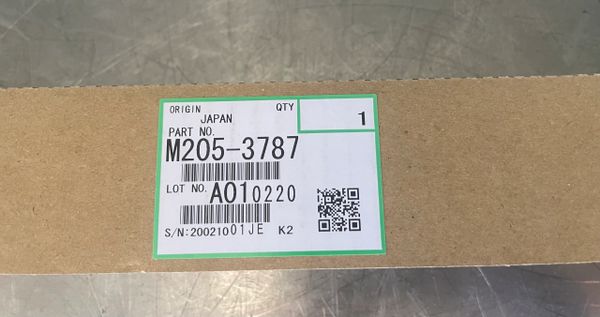 ORIGIN QTY
JAPAN 1
PART NO.
M205-3787
LOT NO. A010220
S/N:20021001JE K2